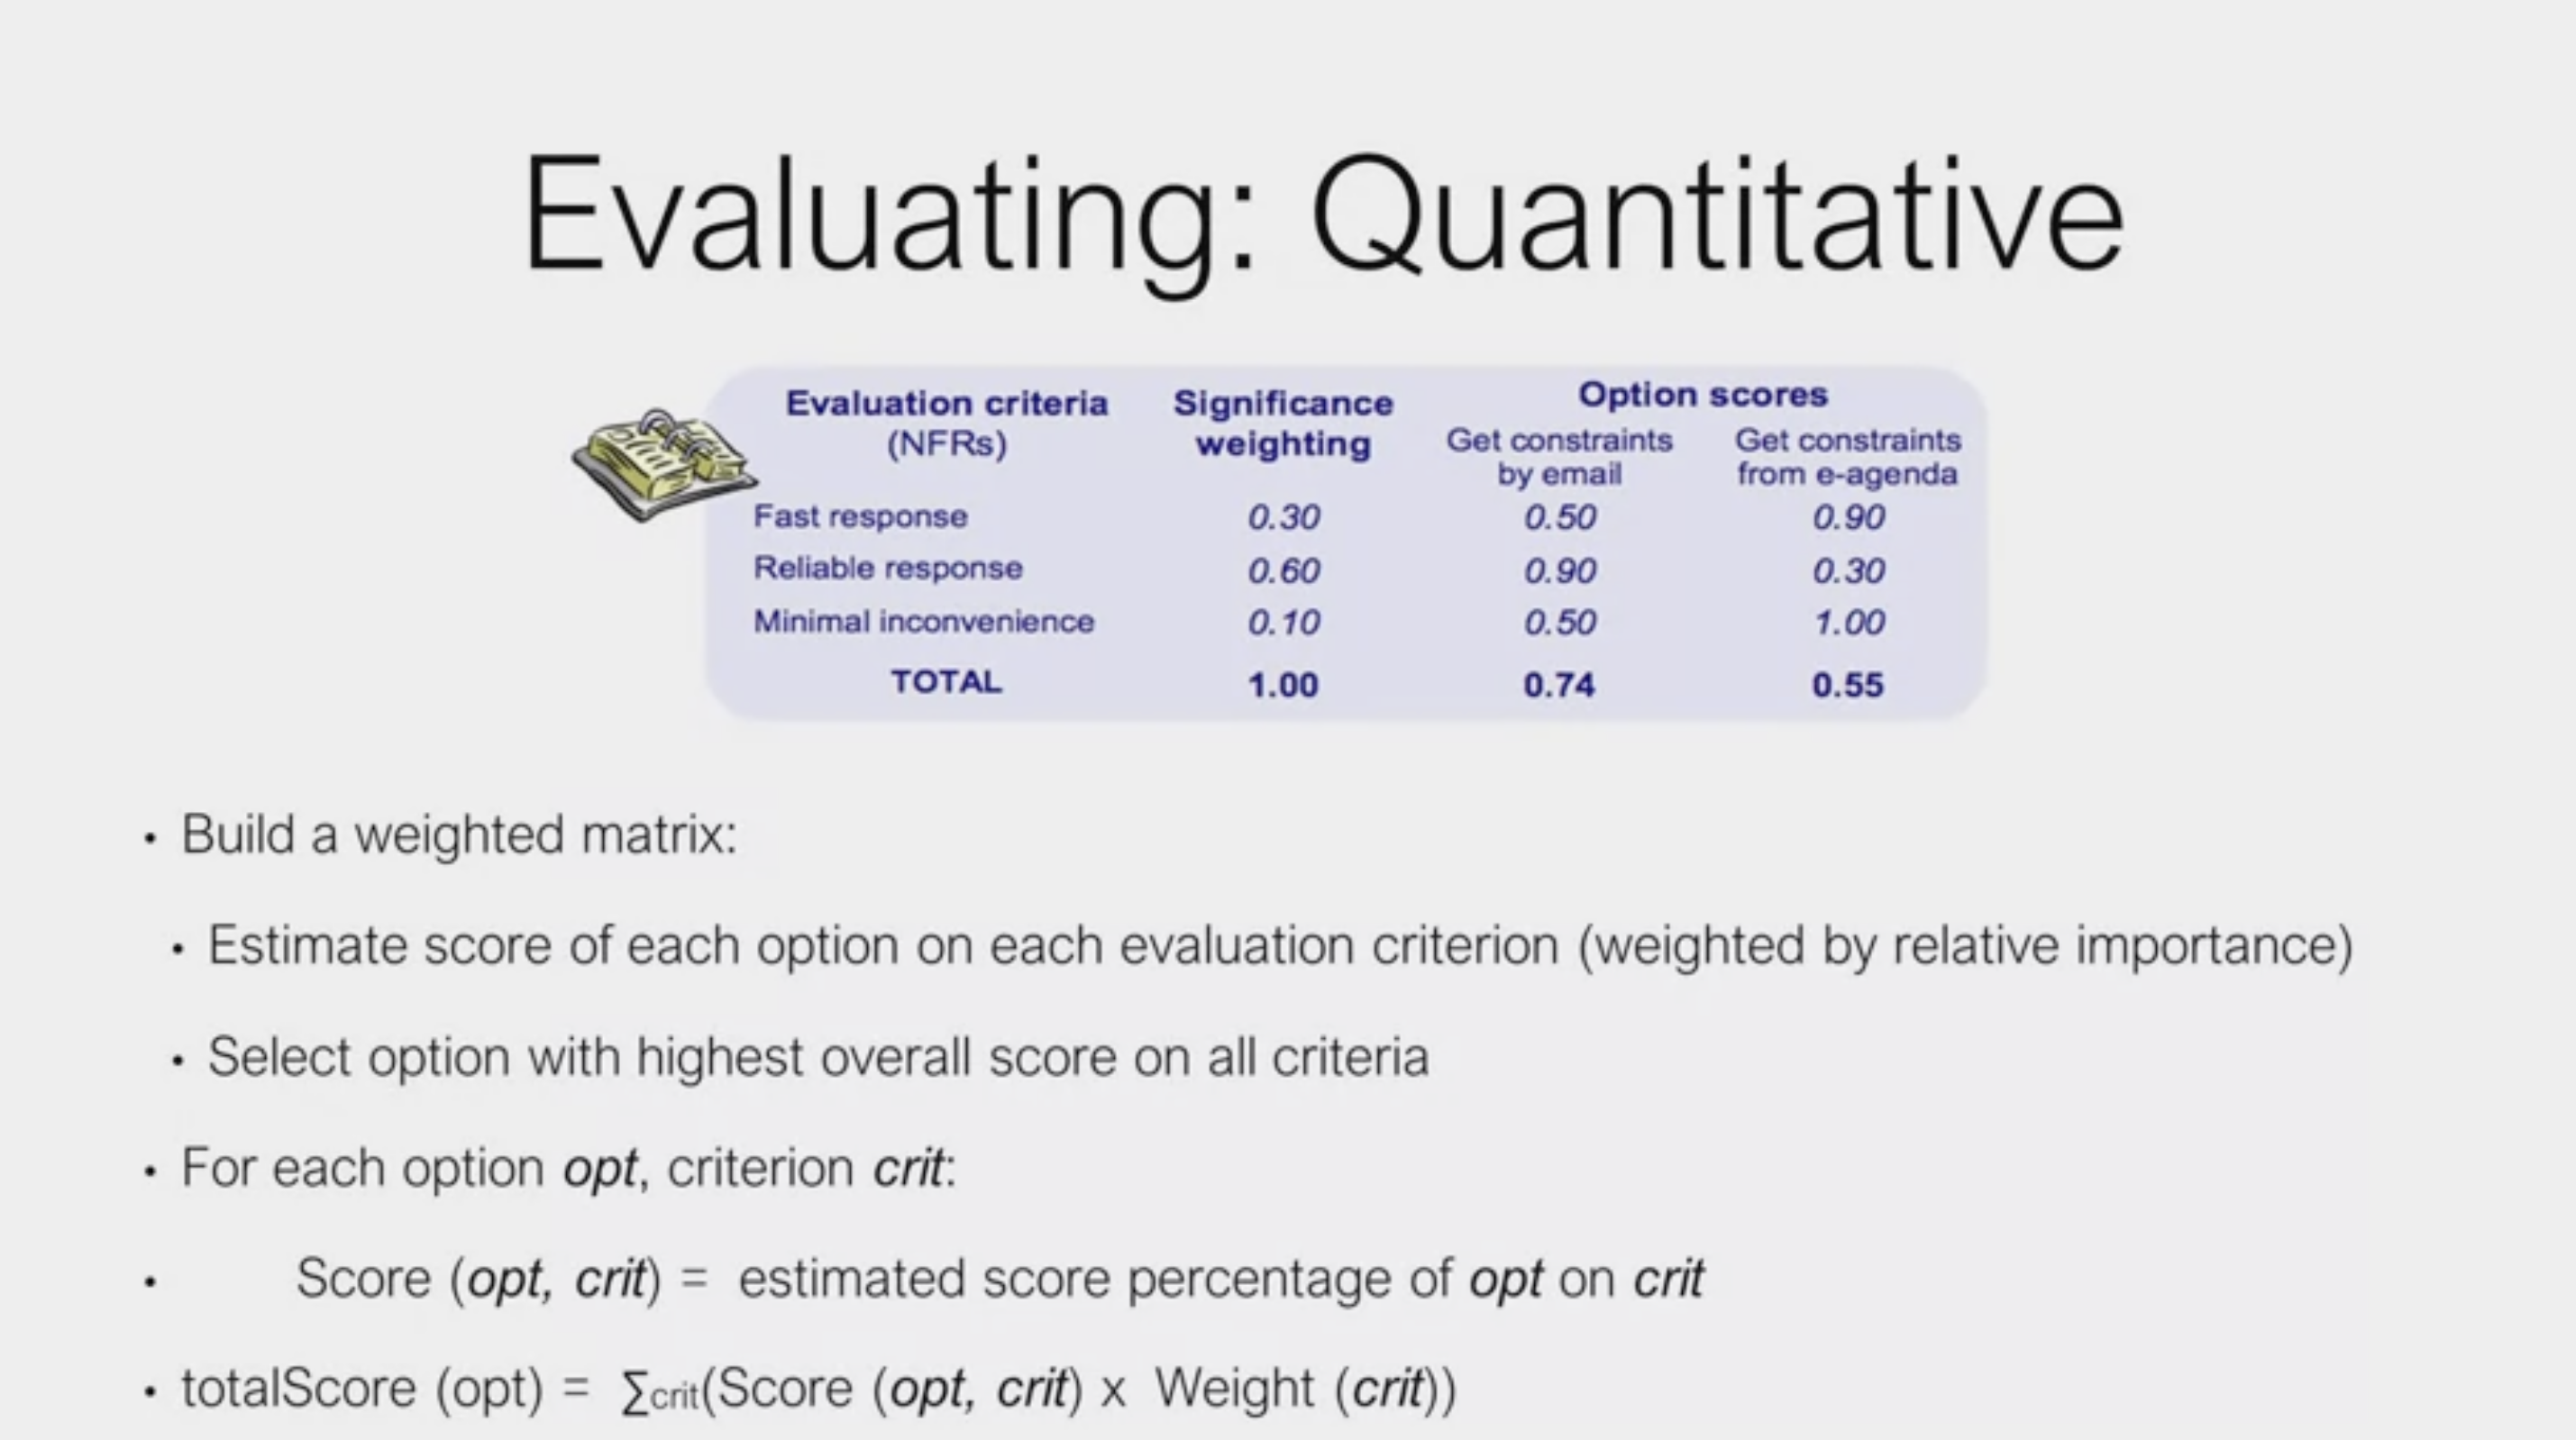 Evaluating: Quantitative
Evaluation criteria Significance Option scores
(NFRs) weighting Get constraints Get constraints
by email from e-agenda
Fast response 0.30 0.50 0.90
Reliable response 0.60 0.90 0.30
Minimal inconvenience 0.10 0.50 1.00
TOTAL 1.00 0.74 0.55
• Build a weighted matrix:
• Estimate score of each option on each evaluation criterion (weighted by relative importance)
• Select option with highest overall score on all criteria
• For each option opt, criterion crit:
• Score (opt, crit) = estimated score percentage of opt on crit
• totalScore (opt) = ∑crit(Score (opt, crit) x Weight (crit))